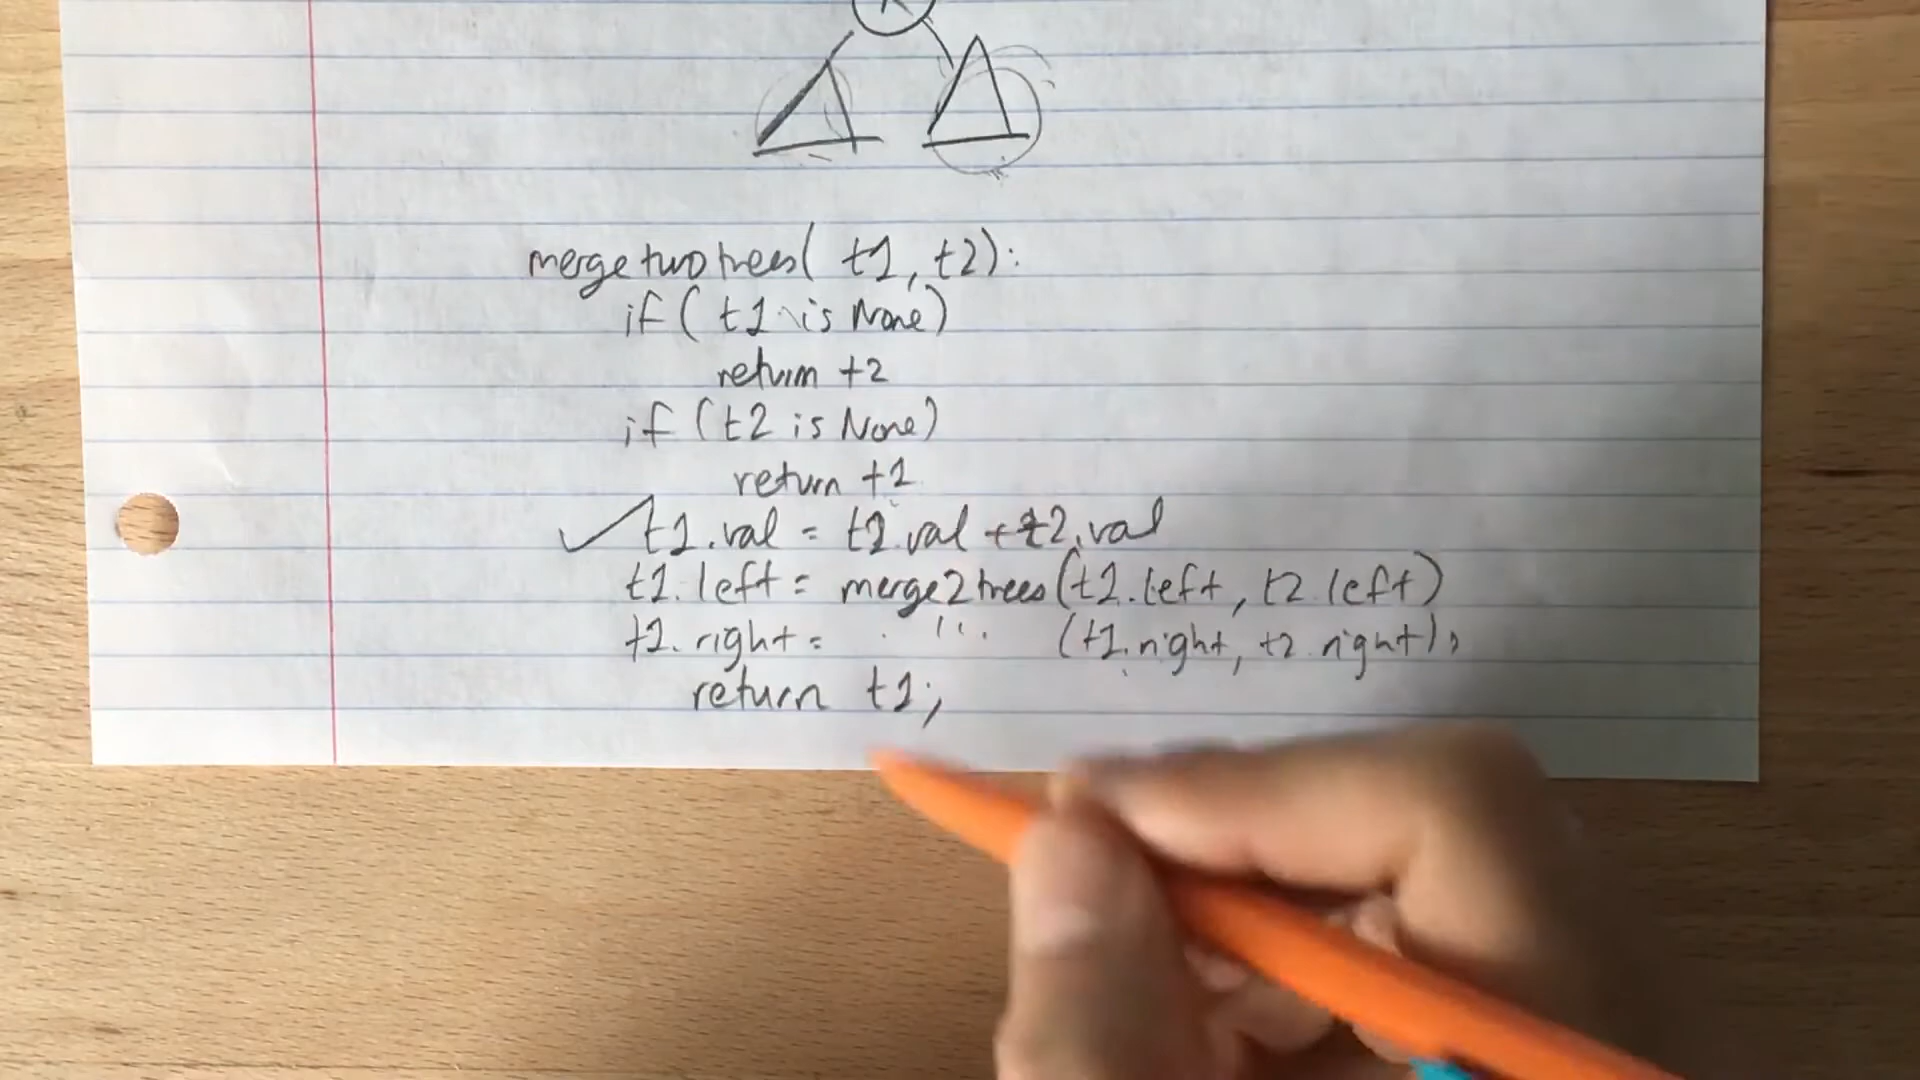 R
mergetwotrees( t1, t2):
if ( t1 is None)
return t2
if (t2 is None)
return t1
t1.val = t1.val + t2.val
t1.left = merge2trees(t1.left, t2.left)
t1.right = " (t1.right, t2.right);
return t1;